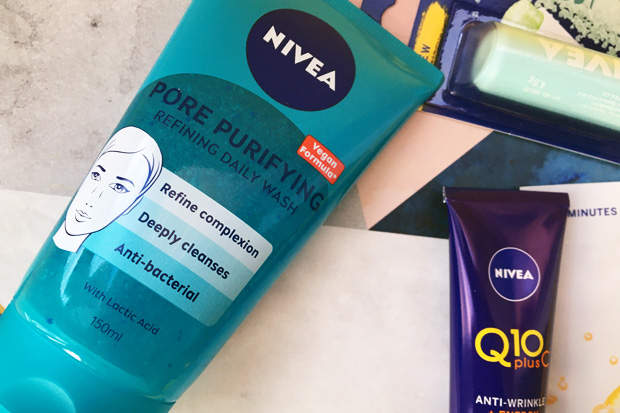 NIVEA
PORE PURIFYING
REFINING DAILY WASH
Vegan
Formula*
Refine complexion
Deeply cleanses
Anti-bacterial
With Lactic Acid
150ml
NIVEA
MINUTES
NIVEA
Q10
plus C
ANTI-WRINKLE